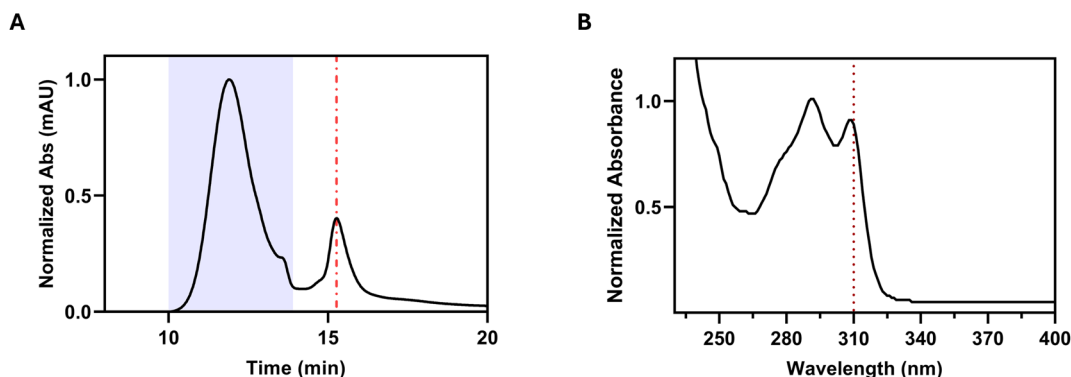 A
Normalized Abs (mAU)
1.0
0.5
0.0
10
15
20
Time (min)
B
Normalized Absorbance
1.0
0.5
250
280
310
340
370
400
Wavelength (nm)